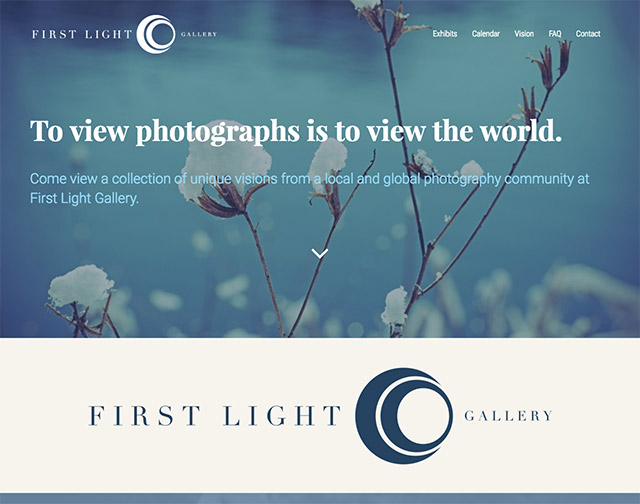 FIRST LIGHT GALLERY
Exhibits Calendar Vision FAQ Contact
To view photographs is to view the world.
Come view a collection of unique visions from a local and global photography community at
First Light Gallery.
FIRST LIGHT GALLERY